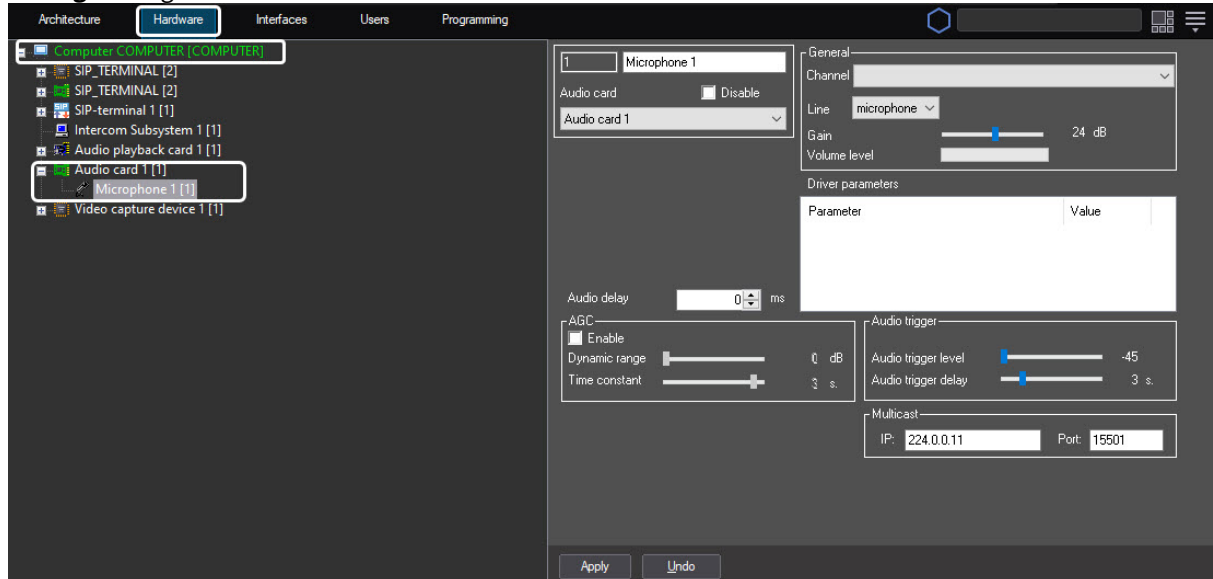 Architecture Hardware Interfaces Users Programming
Computer COMPUTER [COMPUTER]
SIP_TERMINAL [2]
SIP_TERMINAL [2]
SIP-terminal 1 [1]
Intercom Subsystem 1 [1]
Audio playback card 1 [1]
Audio card 1 [1]
Microphone 1 [1]
Video capture device 1 [1]
1 Microphone 1
Audio card Disable
Audio card 1
General
Channel
Line microphone
Gain 24 dB
Volume level
Driver parameters
Parameter Value
Audio delay 0 ms
AGC
Enable
Dynamic range 0 dB
Time constant 3 s.
Audio trigger
Audio trigger level -45
Audio trigger delay 3 s.
Multicast
IP: 224.0.0.11 Port: 15501
Apply Undo